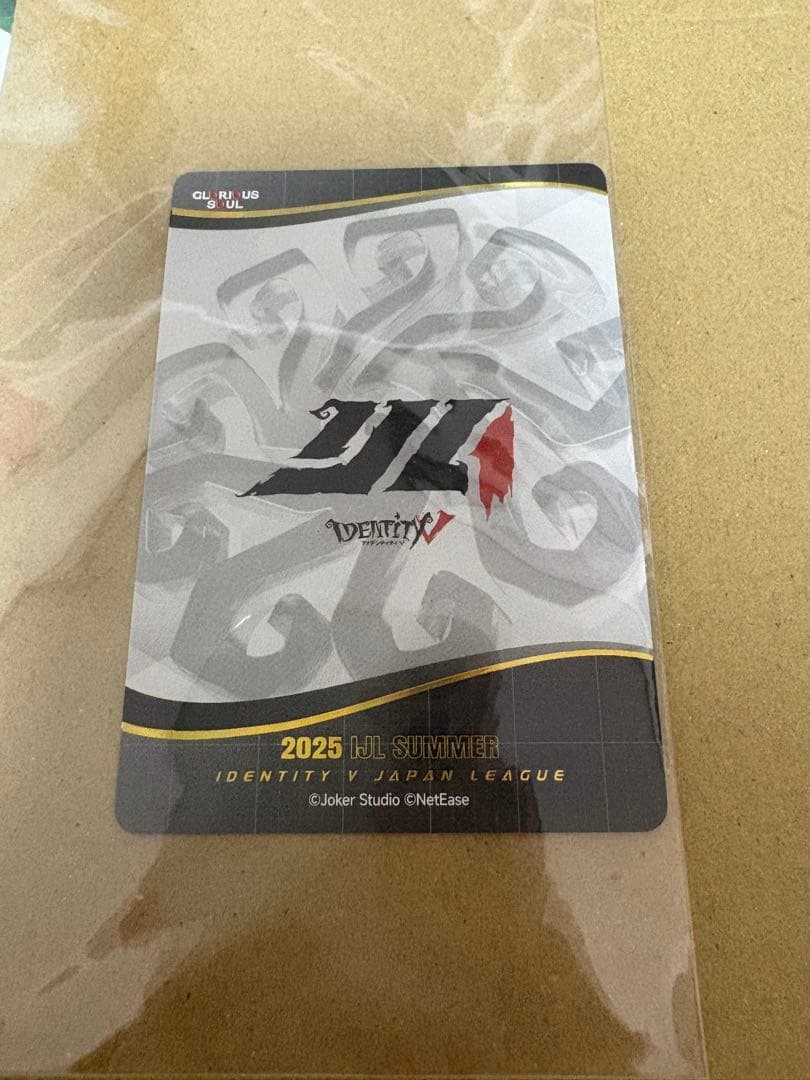 GLORIOUS
SOUL
IJL
IDENTITY V
アイデンティティV
2025 IJL SUMMER
IDENTITY V JAPAN LEAGUE
©Joker Studio ©NetEase